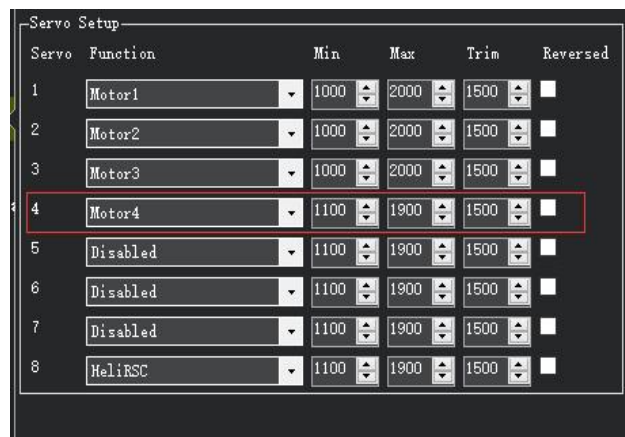 Servo Setup
Servo Function Min Max Trim Reversed
1 Motor1 1000 2000 1500
2 Motor2 1000 2000 1500
3 Motor3 1000 2000 1500
4 Motor4 1100 1900 1500
5 Disabled 1100 1900 1500
6 Disabled 1100 1900 1500
7 Disabled 1100 1900 1500
8 HeliRSC 1100 1900 1500